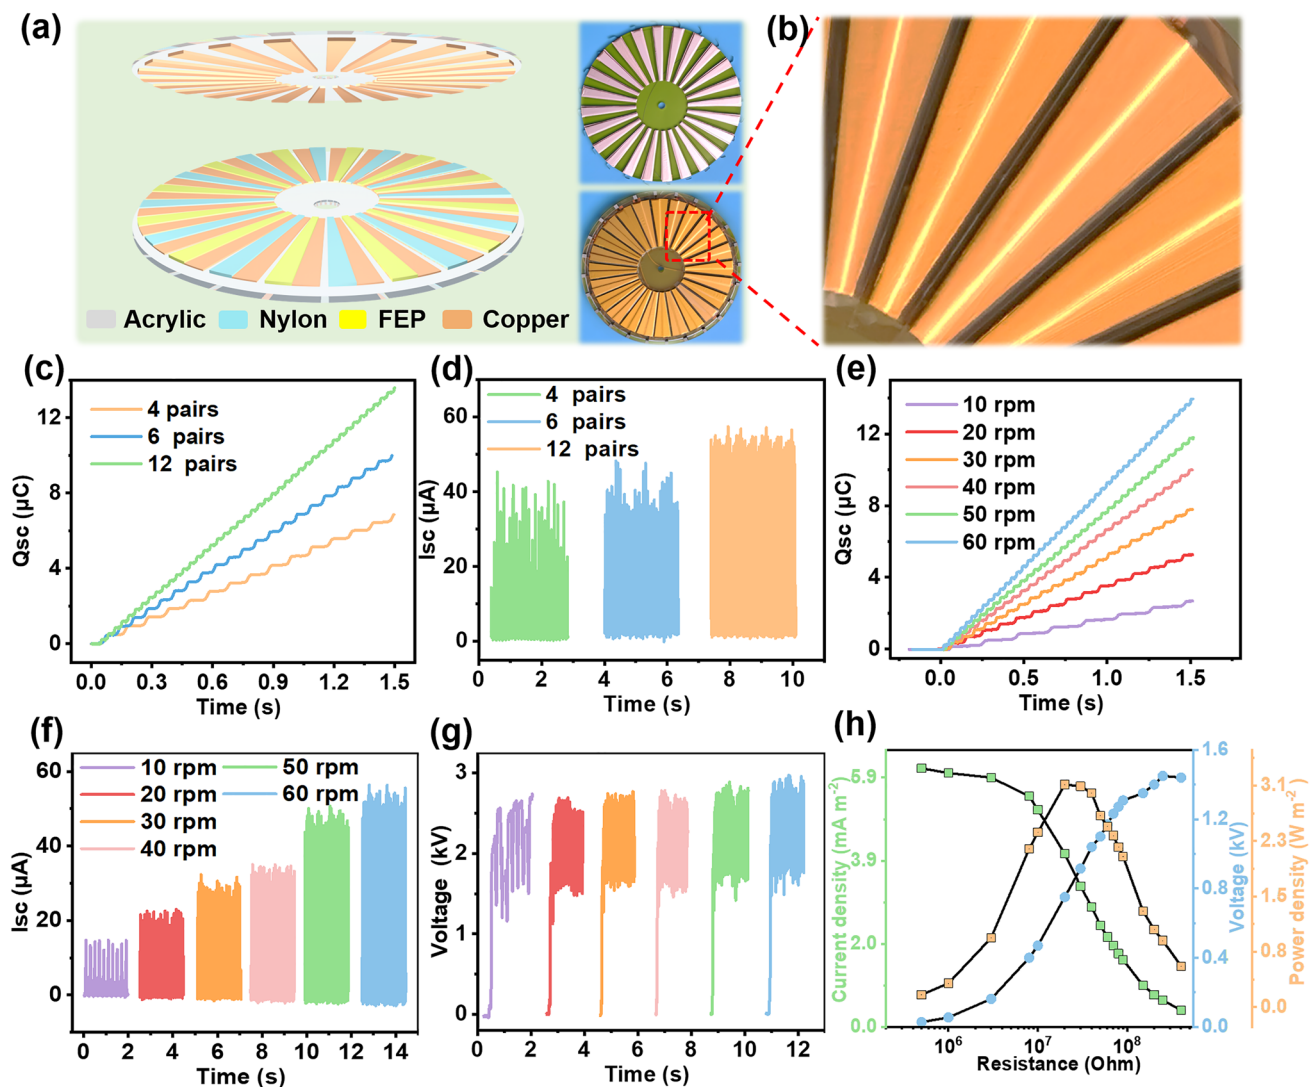 (a)
Acrylic Nylon FEP Copper
(b)
(c)
Qsc (μC)
12
8
4
0
4 pairs
6 pairs
12 pairs
0.0 0.3 0.6 0.9 1.2 1.5
Time (s)
(d)
Isc (μA)
60
40
20
0
4 pairs
6 pairs
12 pairs
0 2 4 6 8 10
Time (s)
(e)
Qsc (μC)
12
8
4
0
10 rpm
20 rpm
30 rpm
40 rpm
50 rpm
60 rpm
0.0 0.5 1.0 1.5
Time (s)
(f)
Isc (μA)
60
40
20
0
10 rpm
20 rpm
30 rpm
40 rpm
50 rpm
60 rpm
0 2 4 6 8 10 12 14
Time (s)
(g)
Voltage (kV)
3
2
1
0
0 2 4 6 8 10 12
Time (s)
(h)
Current density (mA m⁻²)
5.9
3.9
2.0
0.0
10⁶ 10⁷ 10⁸
Resistance (Ohm)
1.6
1.2
0.8
0.4
0.0
Voltage (kV)
3.1
2.3
1.6
0.8
0.0
Power density (W m⁻²)